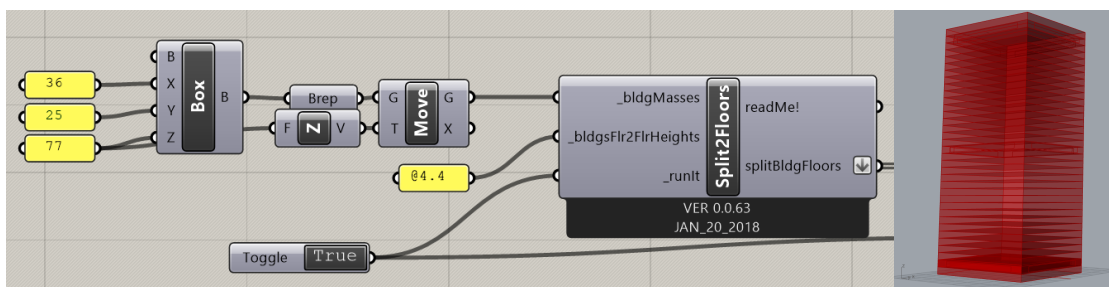 36
25
77
B
X
Y
Z
Box
B
Brep
F
Z
V
G
T
Move
G
X
@4.4
Toggle
True
_bldgMasses
_bldgsFlr2FlrHeights
_runIt
Split2Floors
readMe!
splitBldgFloors
VER 0.0.63
JAN_20_2018